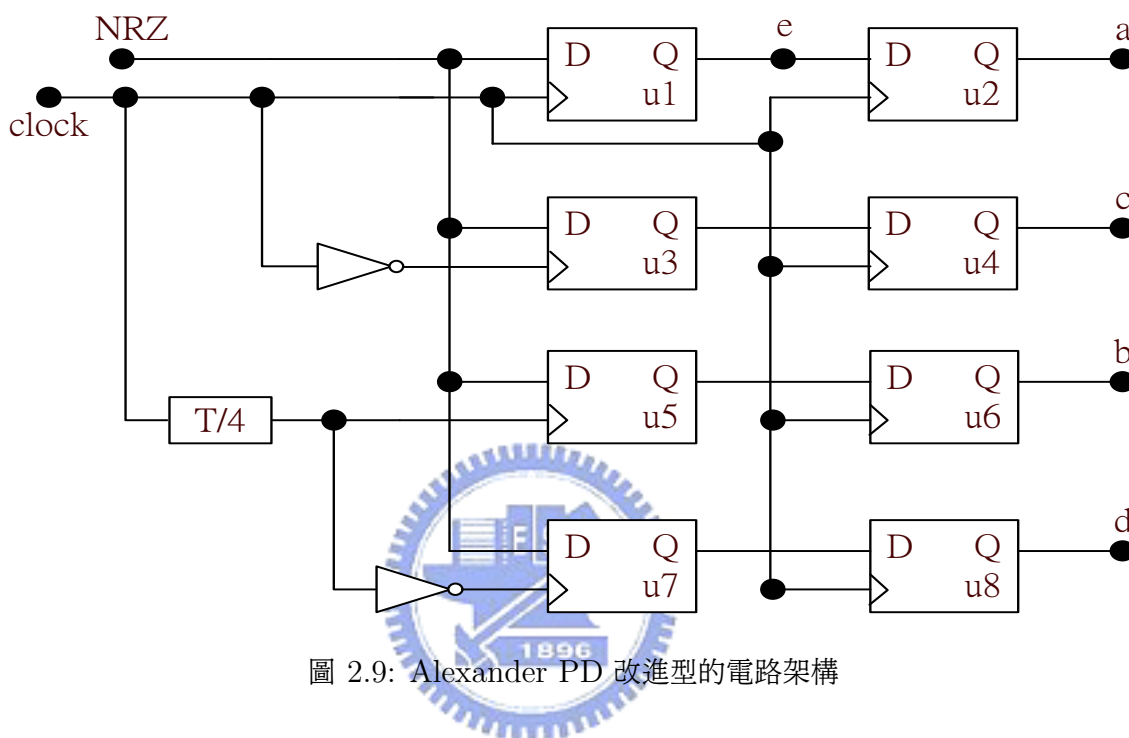 NRZ
clock
D Q
u1
e
D Q
u2
a
D Q
u3
D Q
u4
c
T/4
D Q
u5
D Q
u6
b
D Q
u7
D Q
u8
d
1896
圖 2.9: Alexander PD 改進型的電路架構